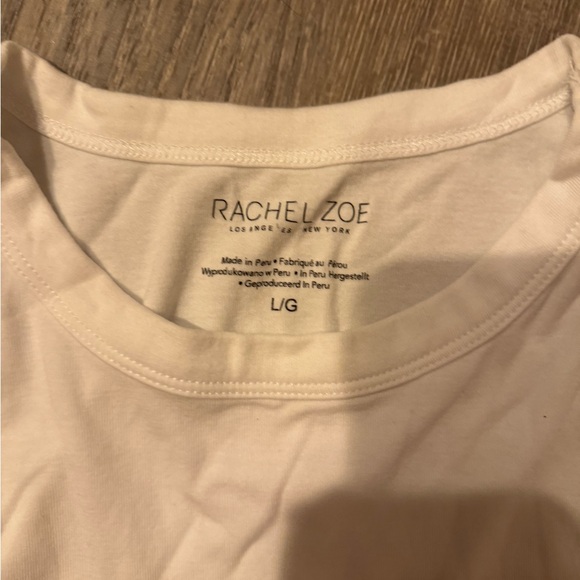 RACHEL ZOE
LOS ANGELES NEW YORK
Made in Peru • Fabriqué au Pérou
Wyprodukowano w Peru • In Peru Hergestellt
• Geproduceerd In Peru
L/G